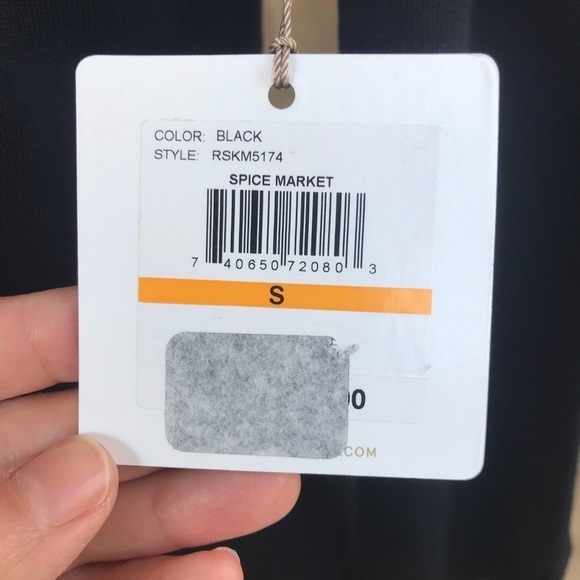 COLOR: BLACK
STYLE: RSKM5174
SPICE MARKET
7 40650 72080 3
S
00
.COM